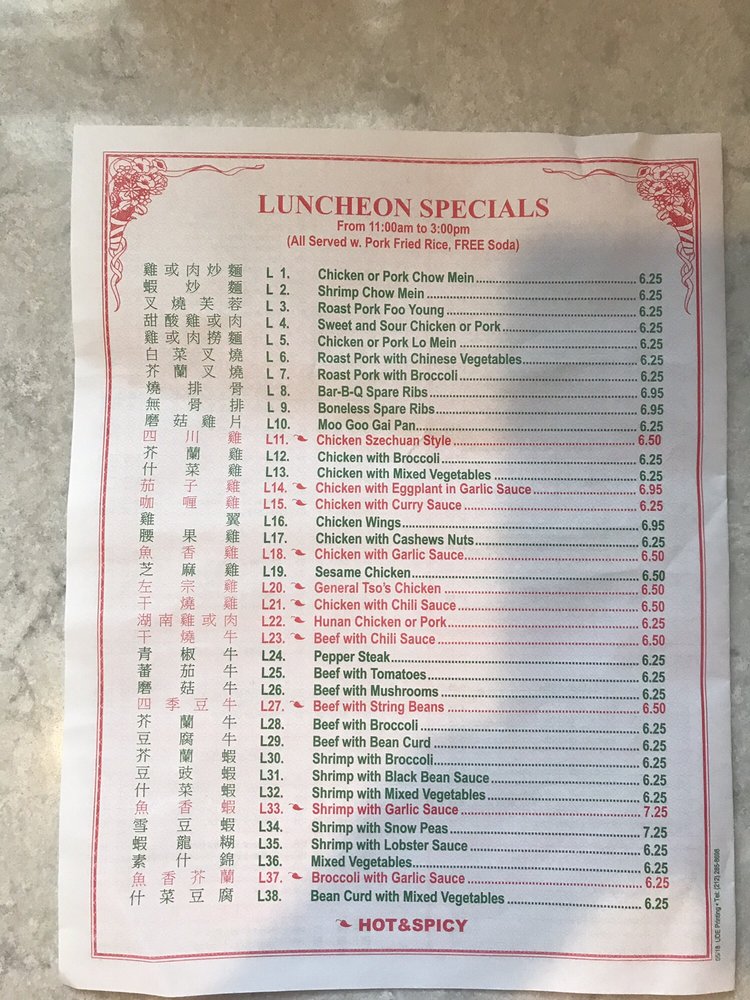 LUNCHEON SPECIALS
From 11:00am to 3:00pm
(All Served w. Pork Fried Rice, FREE Soda)
雞或肉炒麵 L 1. Chicken or Pork Chow Mein 6.25
蝦炒麵 L 2. Shrimp Chow Mein 6.25
叉燒芙蓉 L 3. Roast Pork Foo Young 6.25
甜酸雞或肉 L 4. Sweet and Sour Chicken or Pork 6.25
雞或肉撈麵 L 5. Chicken or Pork Lo Mein 6.25
白菜叉燒 L 6. Roast Pork with Chinese Vegetables 6.25
芥蘭叉燒 L 7. Roast Pork with Broccoli 6.25
燒排骨 L 8. Bar-B-Q Spare Ribs 6.95
無骨排 L 9. Boneless Spare Ribs 6.95
磨菇雞片 L10. Moo Goo Gai Pan 6.25
四川雞 L11. Chicken Szechuan Style 6.50
芥蘭雞 L12. Chicken with Broccoli 6.25
什菜雞 L13. Chicken with Mixed Vegetables 6.25
茄子雞 L14. Chicken with Eggplant in Garlic Sauce 6.95
咖喱雞 L15. Chicken with Curry Sauce 6.25
雞翼 L16. Chicken Wings 6.95
腰果雞 L17. Chicken with Cashews Nuts 6.25
魚香雞 L18. Chicken with Garlic Sauce 6.50
芝麻雞 L19. Sesame Chicken 6.50
左宗雞 L20. General Tso's Chicken 6.50
干燒雞 L21. Chicken with Chili Sauce 6.50
湖南雞或肉 L22. Hunan Chicken or Pork 6.25
干燒牛 L23. Beef with Chili Sauce 6.50
青椒牛 L24. Pepper Steak 6.25
蕃茄牛 L25. Beef with Tomatoes 6.25
磨菇牛 L26. Beef with Mushrooms 6.25
四季豆牛 L27. Beef with String Beans 6.50
芥蘭牛 L28. Beef with Broccoli 6.25
豆腐牛 L29. Beef with Bean Curd 6.25
芥蘭蝦 L30. Shrimp with Broccoli 6.25
豆豉蝦 L31. Shrimp with Black Bean Sauce 6.25
什菜蝦 L32. Shrimp with Mixed Vegetables 6.25
魚香蝦 L33. Shrimp with Garlic Sauce 7.25
雪豆蝦 L34. Shrimp with Snow Peas 7.25
蝦龍糊 L35. Shrimp with Lobster Sauce 6.25
素什錦 L36. Mixed Vegetables 6.25
魚香芥蘭 L37. Broccoli with Garlic Sauce 6.25
什菜豆腐 L38. Bean Curd with Mixed Vegetables 6.25
HOT&SPICY
UDE Printing • Tel: (212)